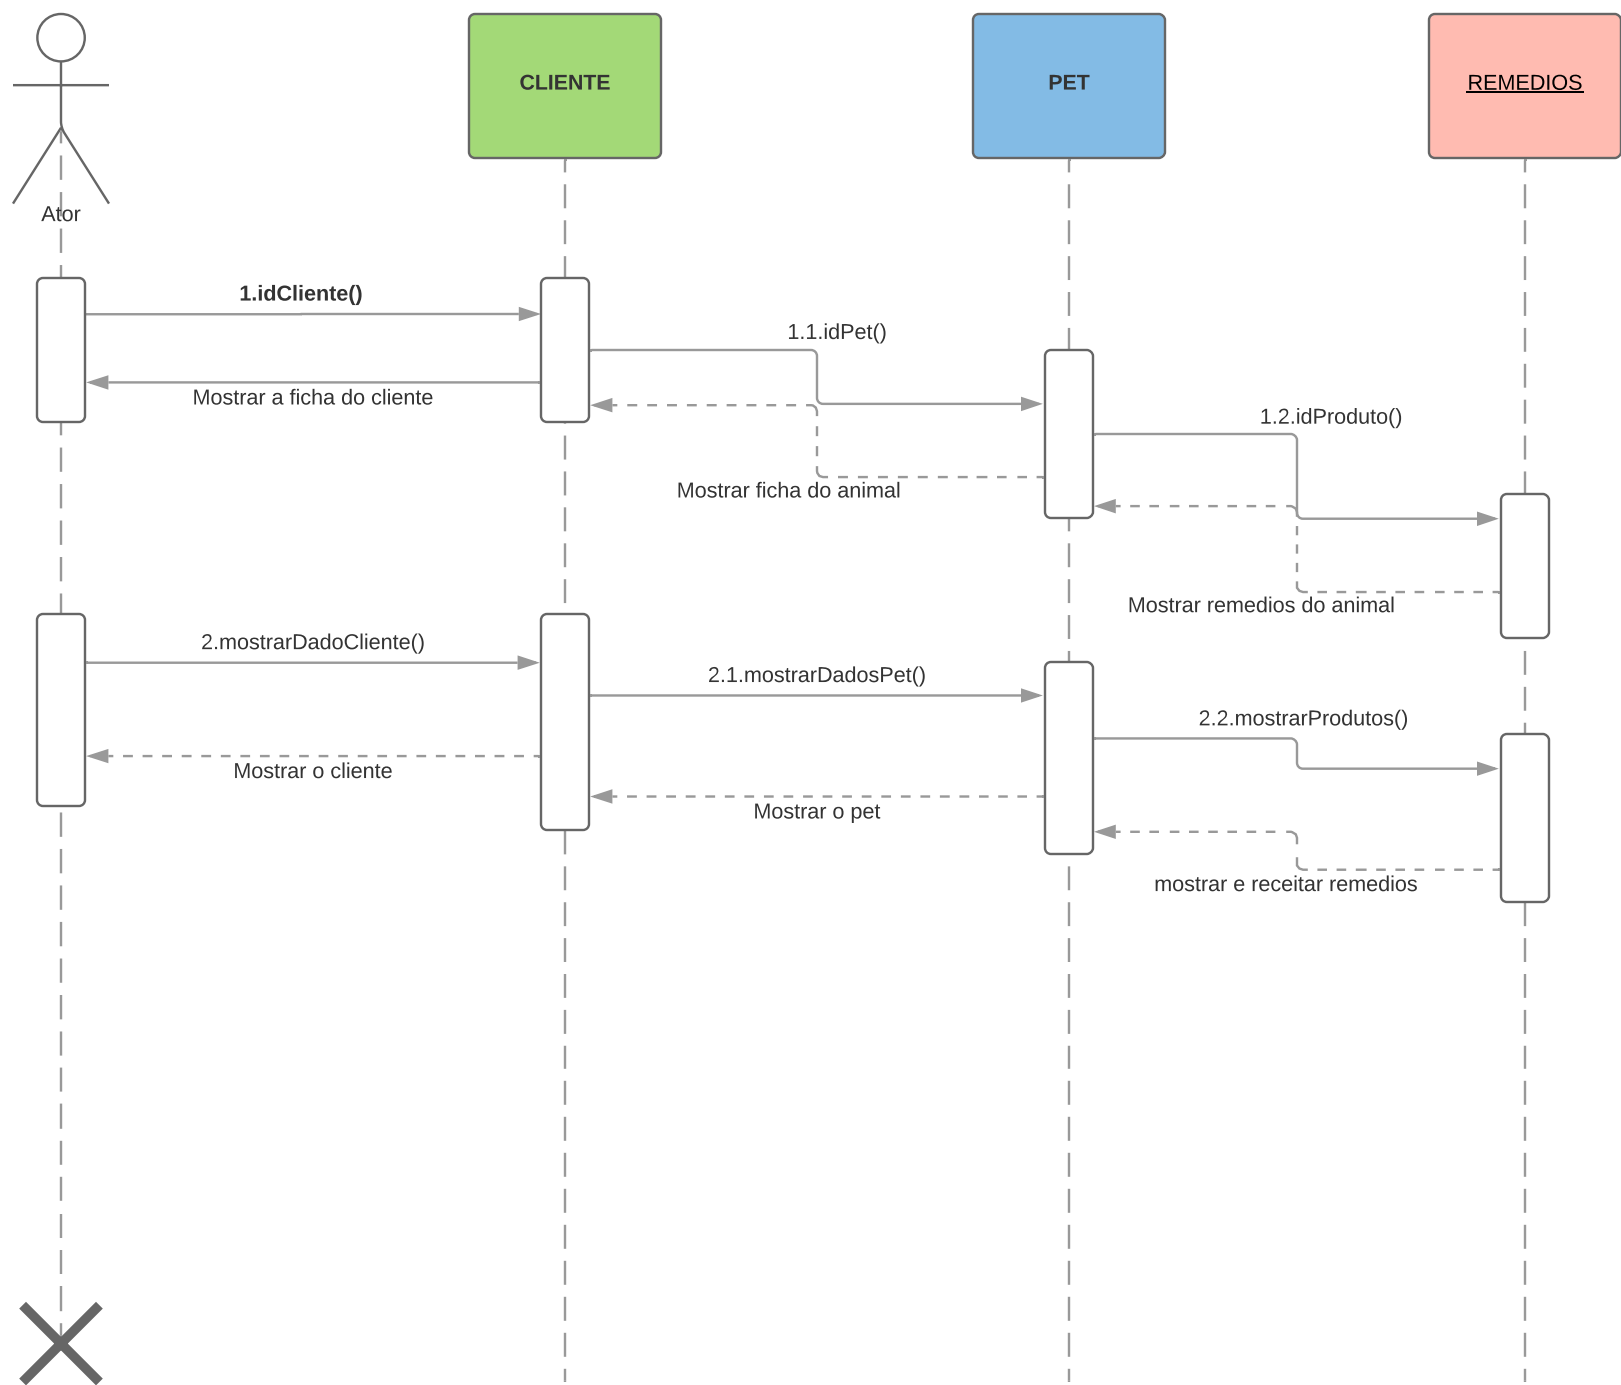 CLIENTE
PET
REMEDIOS
Ator
1.idCliente()
1.1.idPet()
Mostrar a ficha do cliente
1.2.idProduto()
Mostrar ficha do animal
Mostrar remedios do animal
2.mostrarDadoCliente()
2.1.mostrarDadosPet()
2.2.mostrarProdutos()
Mostrar o cliente
Mostrar o pet
mostrar e receitar remedios